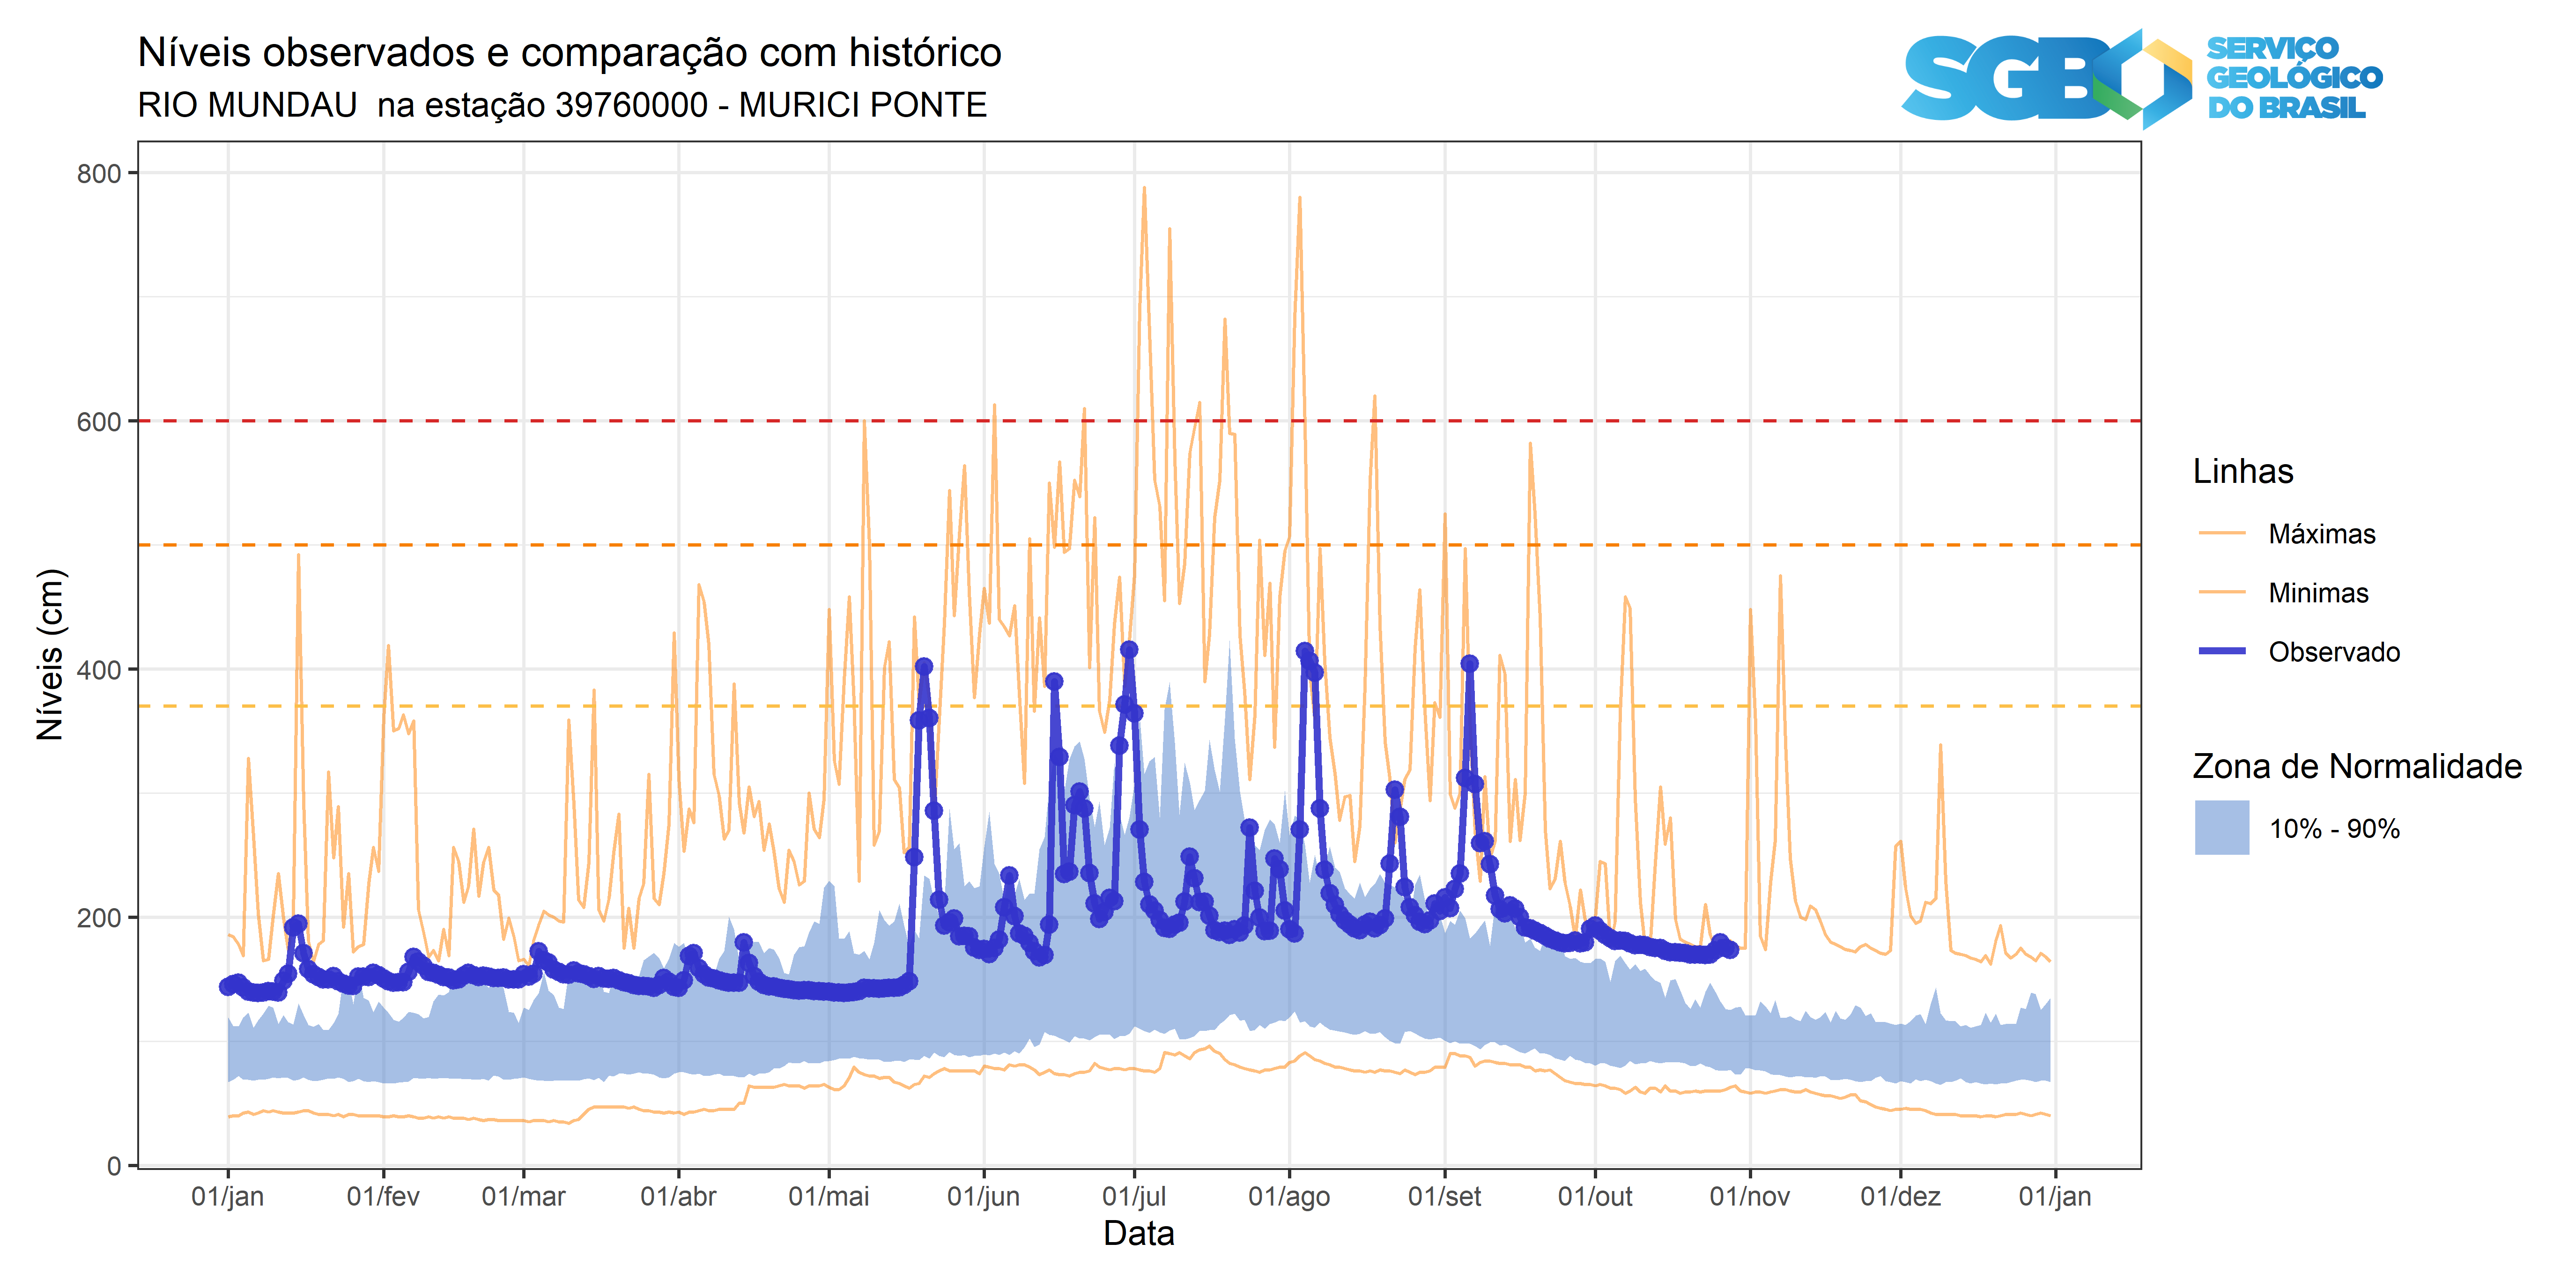 Níveis observados e comparação com histórico
RIO MUNDAU  na estação 39760000 - MURICI PONTE
SGB
SERVIÇO
GEOLÓGICO
DO BRASIL
800
600
400
200
0
Níveis (cm)
01/jan 01/fev 01/mar 01/abr 01/mai 01/jun 01/jul 01/ago 01/set 01/out 01/nov 01/dez 01/jan
Data
Linhas
Máximas
Minimas
Observado
Zona de Normalidade
10% - 90%